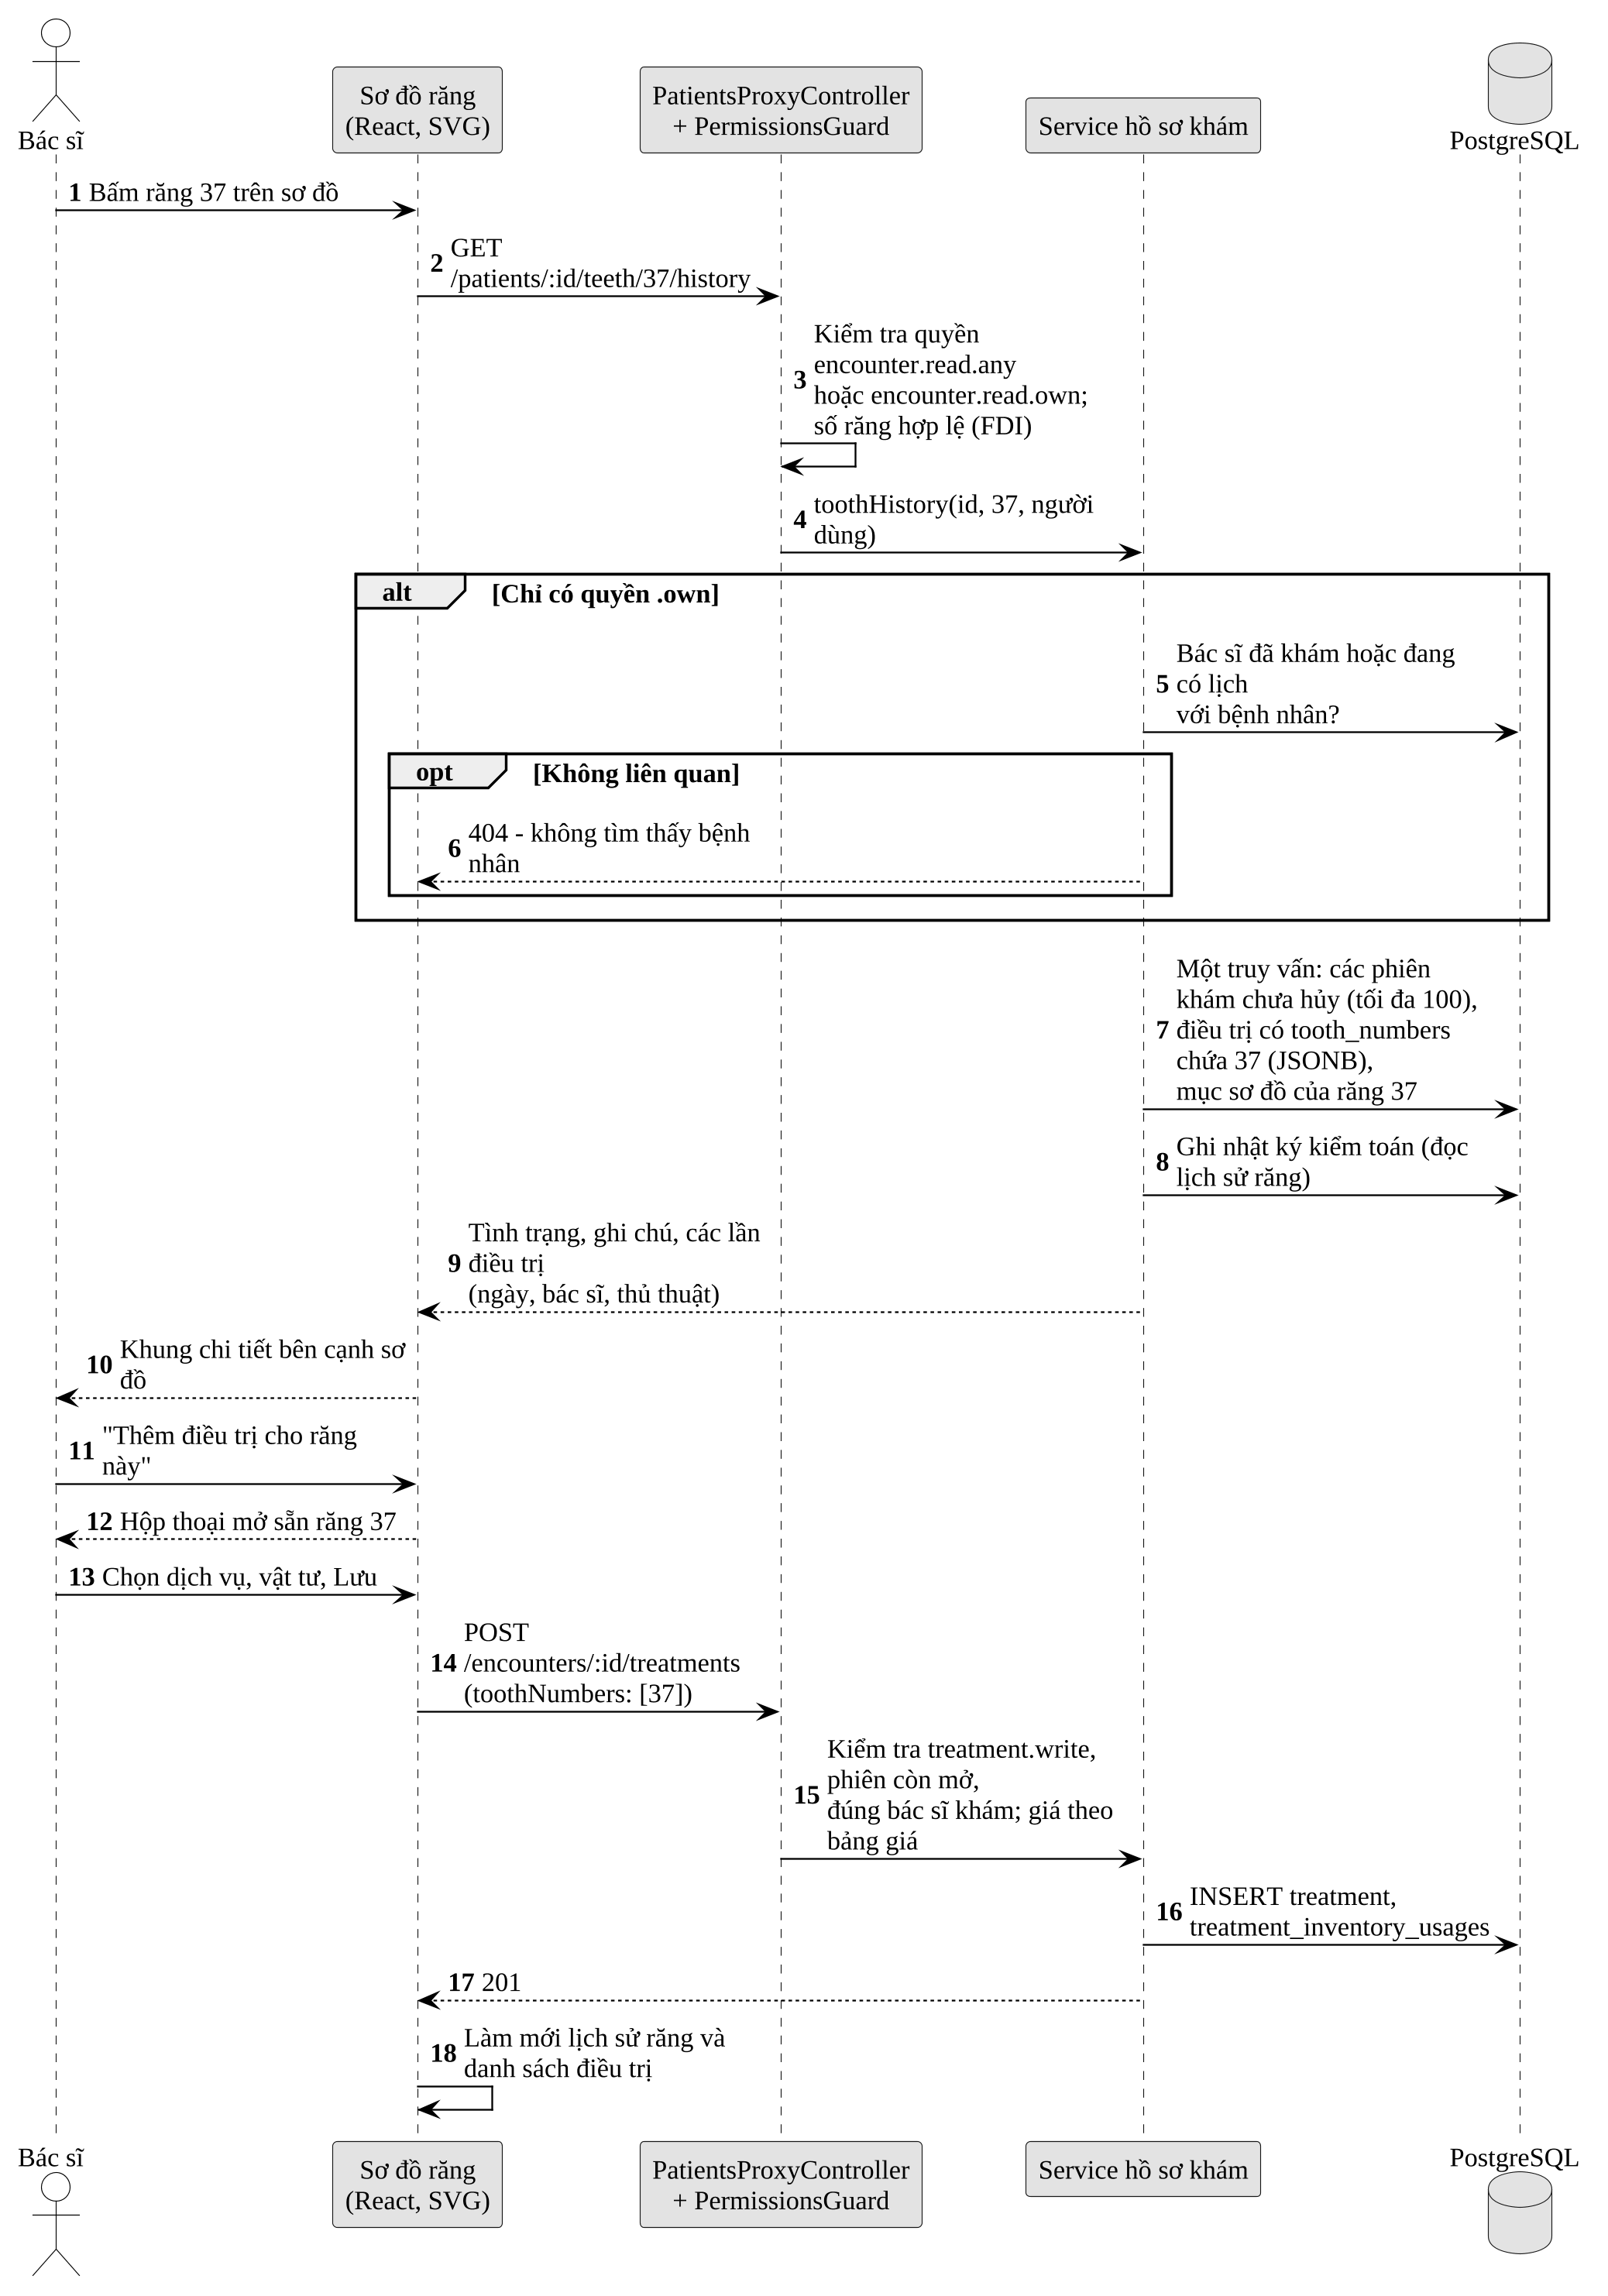 Bác sĩ
Sơ đồ răng
(React, SVG)
PatientsProxyController
+ PermissionsGuard
Service hồ sơ khám
PostgreSQL
1 Bấm răng 37 trên sơ đồ
2 GET
/patients/:id/teeth/37/history
3 Kiểm tra quyền
encounter.read.any
hoặc encounter.read.own;
số răng hợp lệ (FDI)
4 toothHistory(id, 37, người
dùng)
alt [Chỉ có quyền .own]
5 Bác sĩ đã khám hoặc đang
có lịch
với bệnh nhân?
opt [Không liên quan]
6 404 - không tìm thấy bệnh
nhân
7 Một truy vấn: các phiên
khám chưa hủy (tối đa 100),
điều trị có tooth_numbers
chứa 37 (JSONB),
mục sơ đồ của răng 37
8 Ghi nhật ký kiểm toán (đọc
lịch sử răng)
9 Tình trạng, ghi chú, các lần
điều trị
(ngày, bác sĩ, thủ thuật)
10 Khung chi tiết bên cạnh sơ
đồ
11 "Thêm điều trị cho răng
này"
12 Hộp thoại mở sẵn răng 37
13 Chọn dịch vụ, vật tư, Lưu
14 POST
/encounters/:id/treatments
(toothNumbers: [37])
15 Kiểm tra treatment.write,
phiên còn mở,
đúng bác sĩ khám; giá theo
bảng giá
16 INSERT treatment,
treatment_inventory_usages
17 201
18 Làm mới lịch sử răng và
danh sách điều trị
Bác sĩ
Sơ đồ răng
(React, SVG)
PatientsProxyController
+ PermissionsGuard
Service hồ sơ khám
PostgreSQL